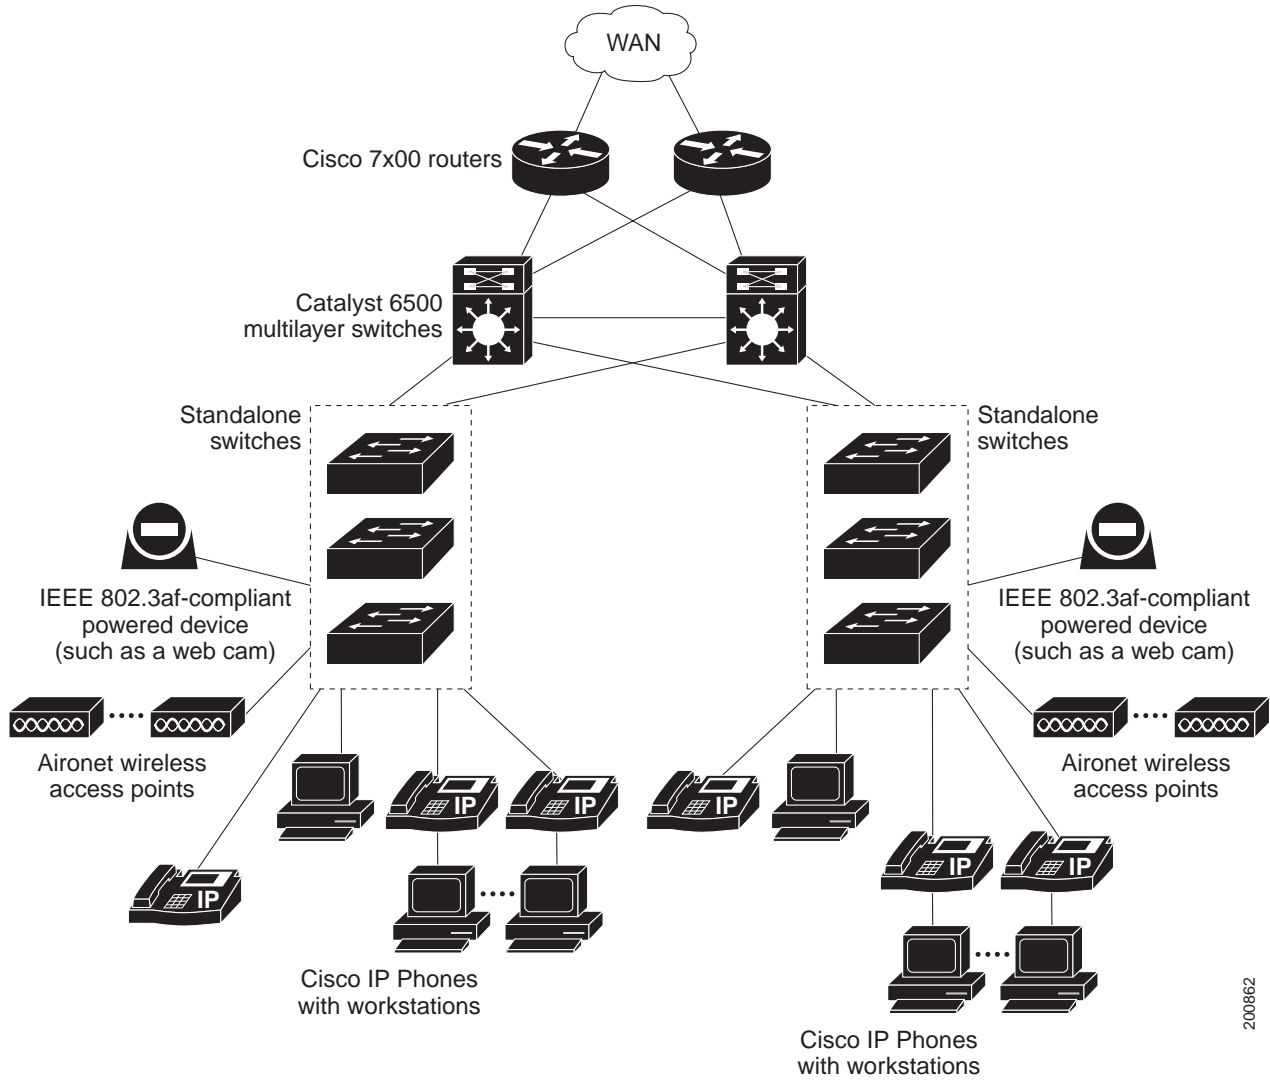 WAN
Cisco 7x00 routers
Catalyst 6500
multilayer switches
Standalone
switches
Standalone
switches
IEEE 802.3af-compliant
powered device
(such as a web cam)
IEEE 802.3af-compliant
powered device
(such as a web cam)
Aironet wireless
access points
Aironet wireless
access points
IP
IP
IP
IP
IP
IP
Cisco IP Phones
with workstations
Cisco IP Phones
with workstations
200862